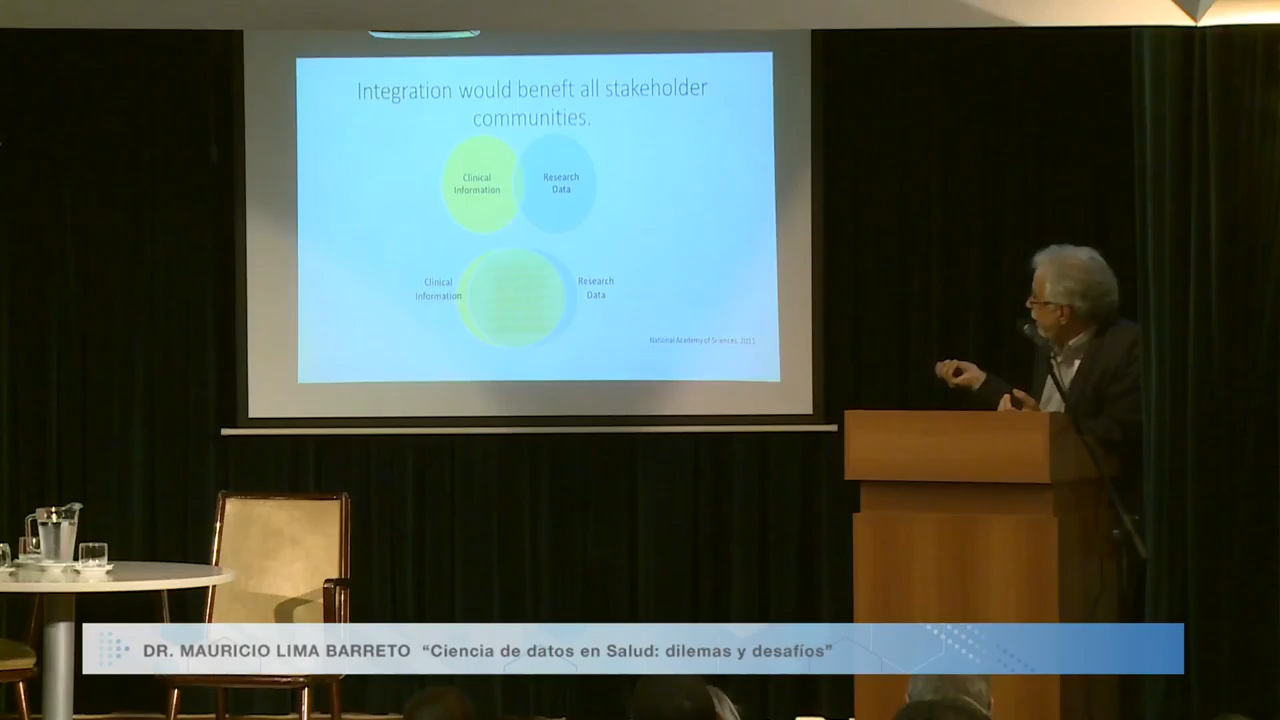 Integration would beneft all stakeholder
communities.
Clinical
Information
Research
Data
Clinical
Information
Research
Data
National Academy of Sciences, 2011
DR. MAURICIO LIMA BARRETO “Ciencia de datos en Salud: dilemas y desafíos”